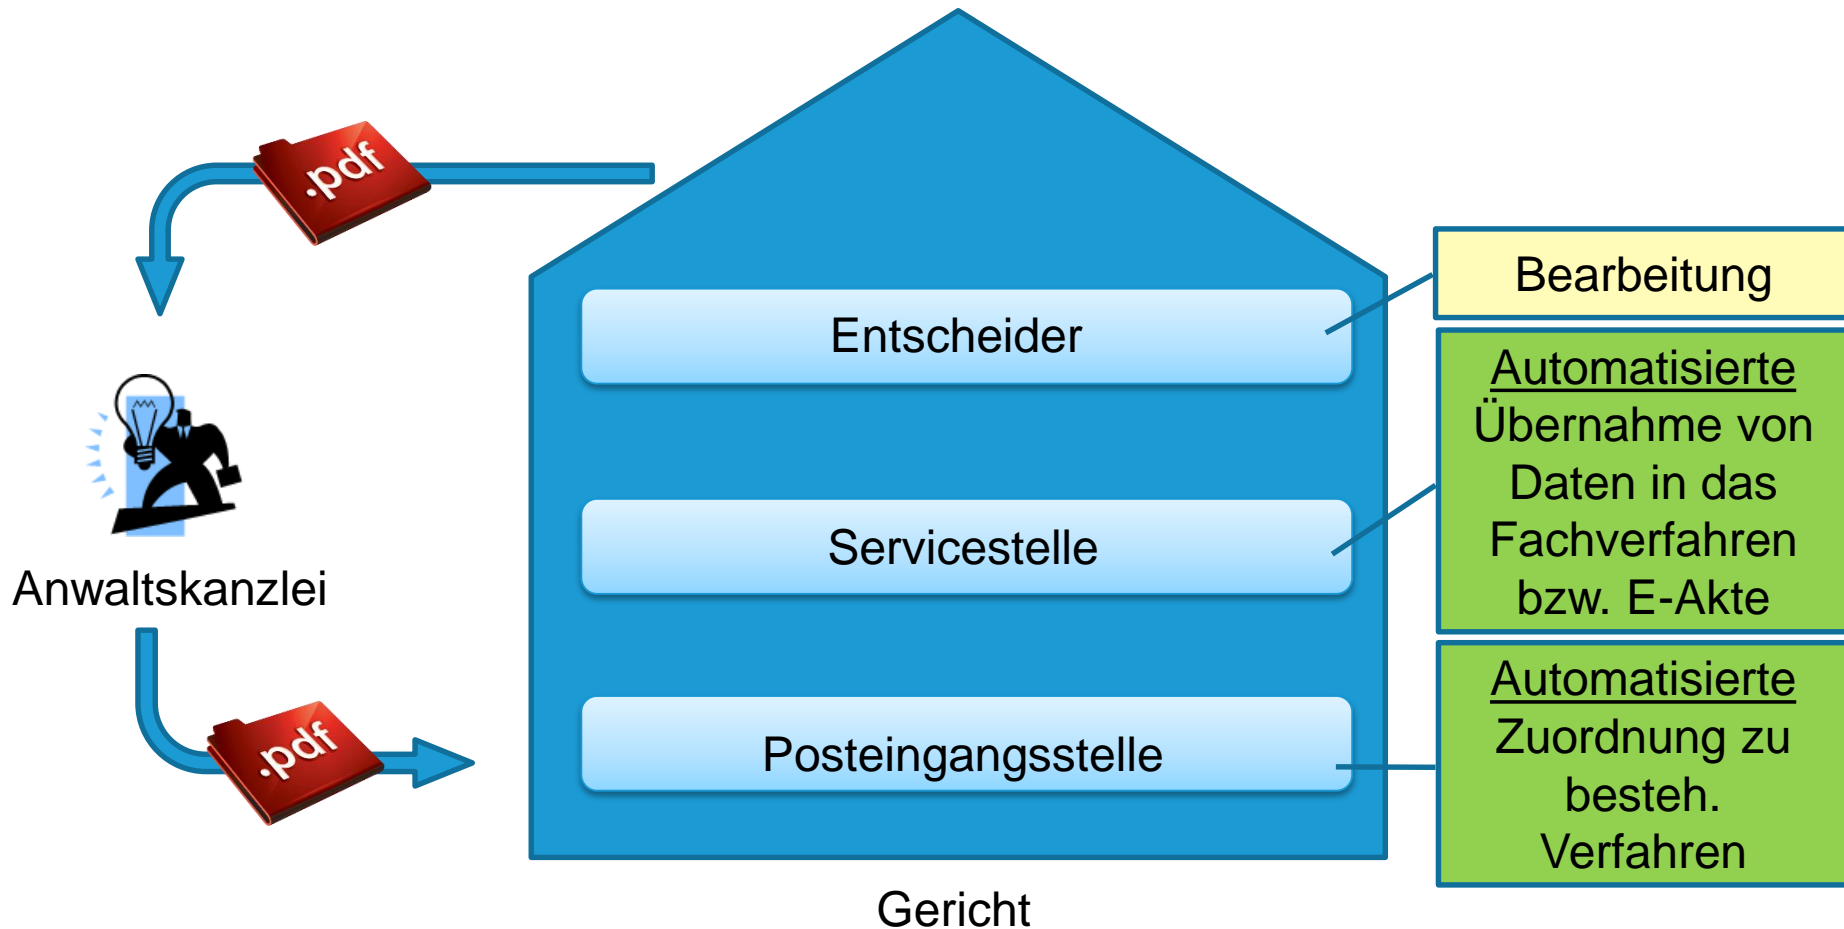 .pdf
Anwaltskanzlei
.pdf
Entscheider
Servicestelle
Posteingangsstelle
Gericht
Bearbeitung
Automatisierte
Übernahme von
Daten in das
Fachverfahren
bzw. E-Akte
Automatisierte
Zuordnung zu
besteh.
Verfahren